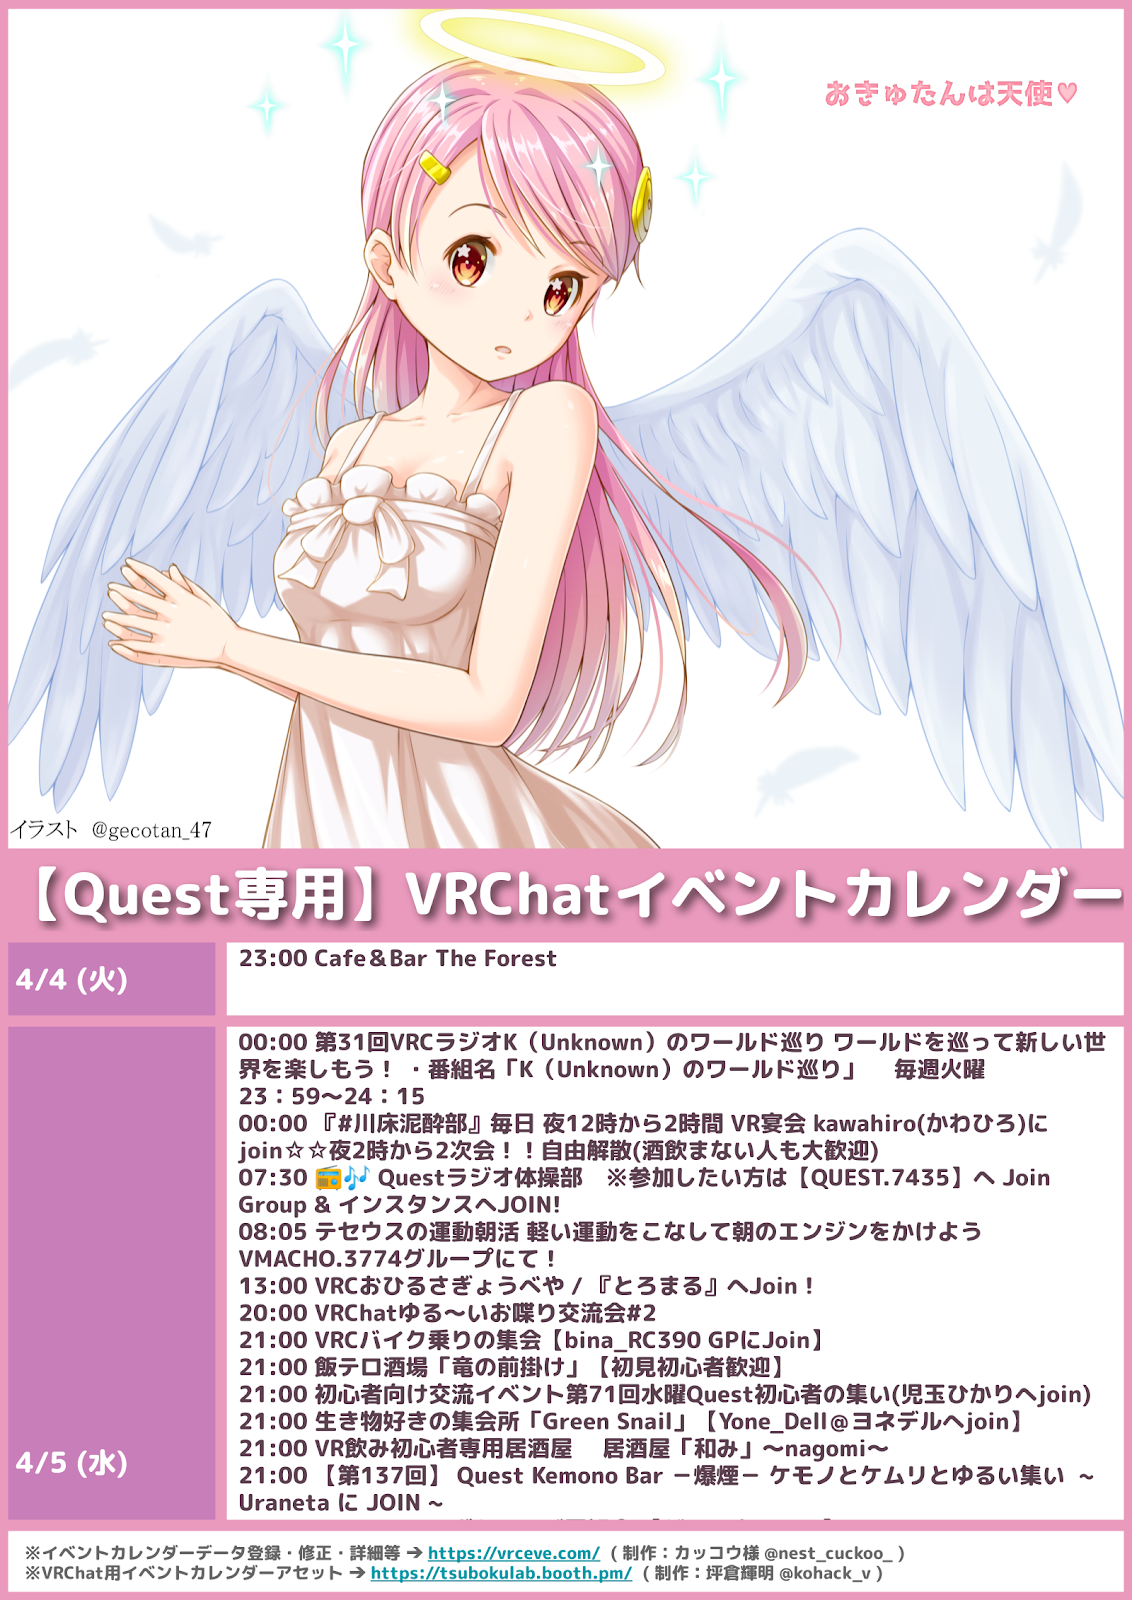 おきゅたんは天使♥
イラスト @gecotan_47
【Quest専用】VRChatイベントカレンダー
4/4 (火)
23:00 Cafe＆Bar The Forest
4/5 (水)
00:00 第31回VRCラジオK（Unknown）のワールド巡り ワールドを巡って新しい世
界を楽しもう！ ・番組名「K（Unknown）のワールド巡り」　毎週火曜
23：59〜24：15
00:00 『#川床泥酔部』毎日 夜12時から2時間 VR宴会 kawahiro(かわひろ)に
join☆☆夜2時から2次会！！自由解散(酒飲まない人も大歓迎)
07:30 📻🎶 Questラジオ体操部　※参加したい方は【QUEST.7435】へ Join
Group & インスタンスへJOIN!
08:05 テセウスの運動朝活 軽い運動をこなして朝のエンジンをかけよう
VMACHO.3774グループにて！
13:00 VRCおひるさぎょうべや / 『とろまる』へJoin！
20:00 VRChatゆる〜いお喋り交流会#2
21:00 VRCバイク乗りの集会【bina_RC390 GPにJoin】
21:00 飯テロ酒場「竜の前掛け」【初見初心者歓迎】
21:00 初心者向け交流イベント第71回水曜Quest初心者の集い(児玉ひかりへjoin)
21:00 生き物好きの集会所「Green Snail」【Yone_Dell＠ヨネデルへjoin】
21:00 VR飲み初心者専用居酒屋　居酒屋「和み」〜nagomi〜
21:00 【第137回】 Quest Kemono Bar －爆煙－ ケモノとケムリとゆるい集い ~
Uraneta に JOIN ~
※イベントカレンダーデータ登録・修正・詳細等 ➔ https://vrceve.com/ ( 制作：カッコウ様 @nest_cuckoo_ )
※VRChat用イベントカレンダーアセット ➔ https://tsubokulab.booth.pm/ ( 制作：坪倉輝明 @kohack_v )